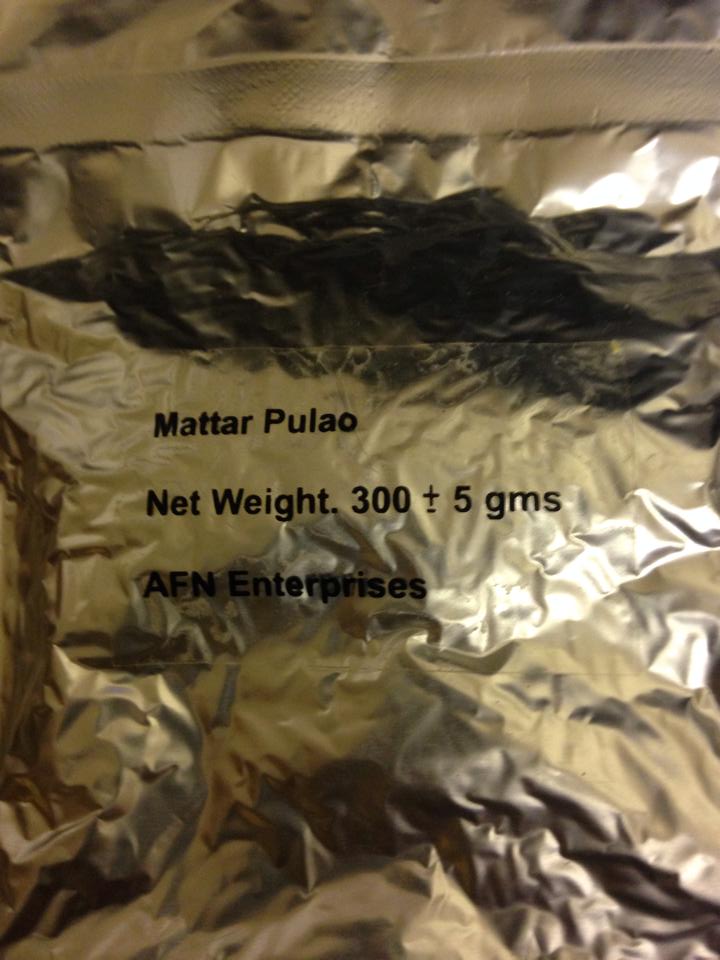 Mattar Pulao
Net Weight. 300 ± 5 gms
AFN Enterprises